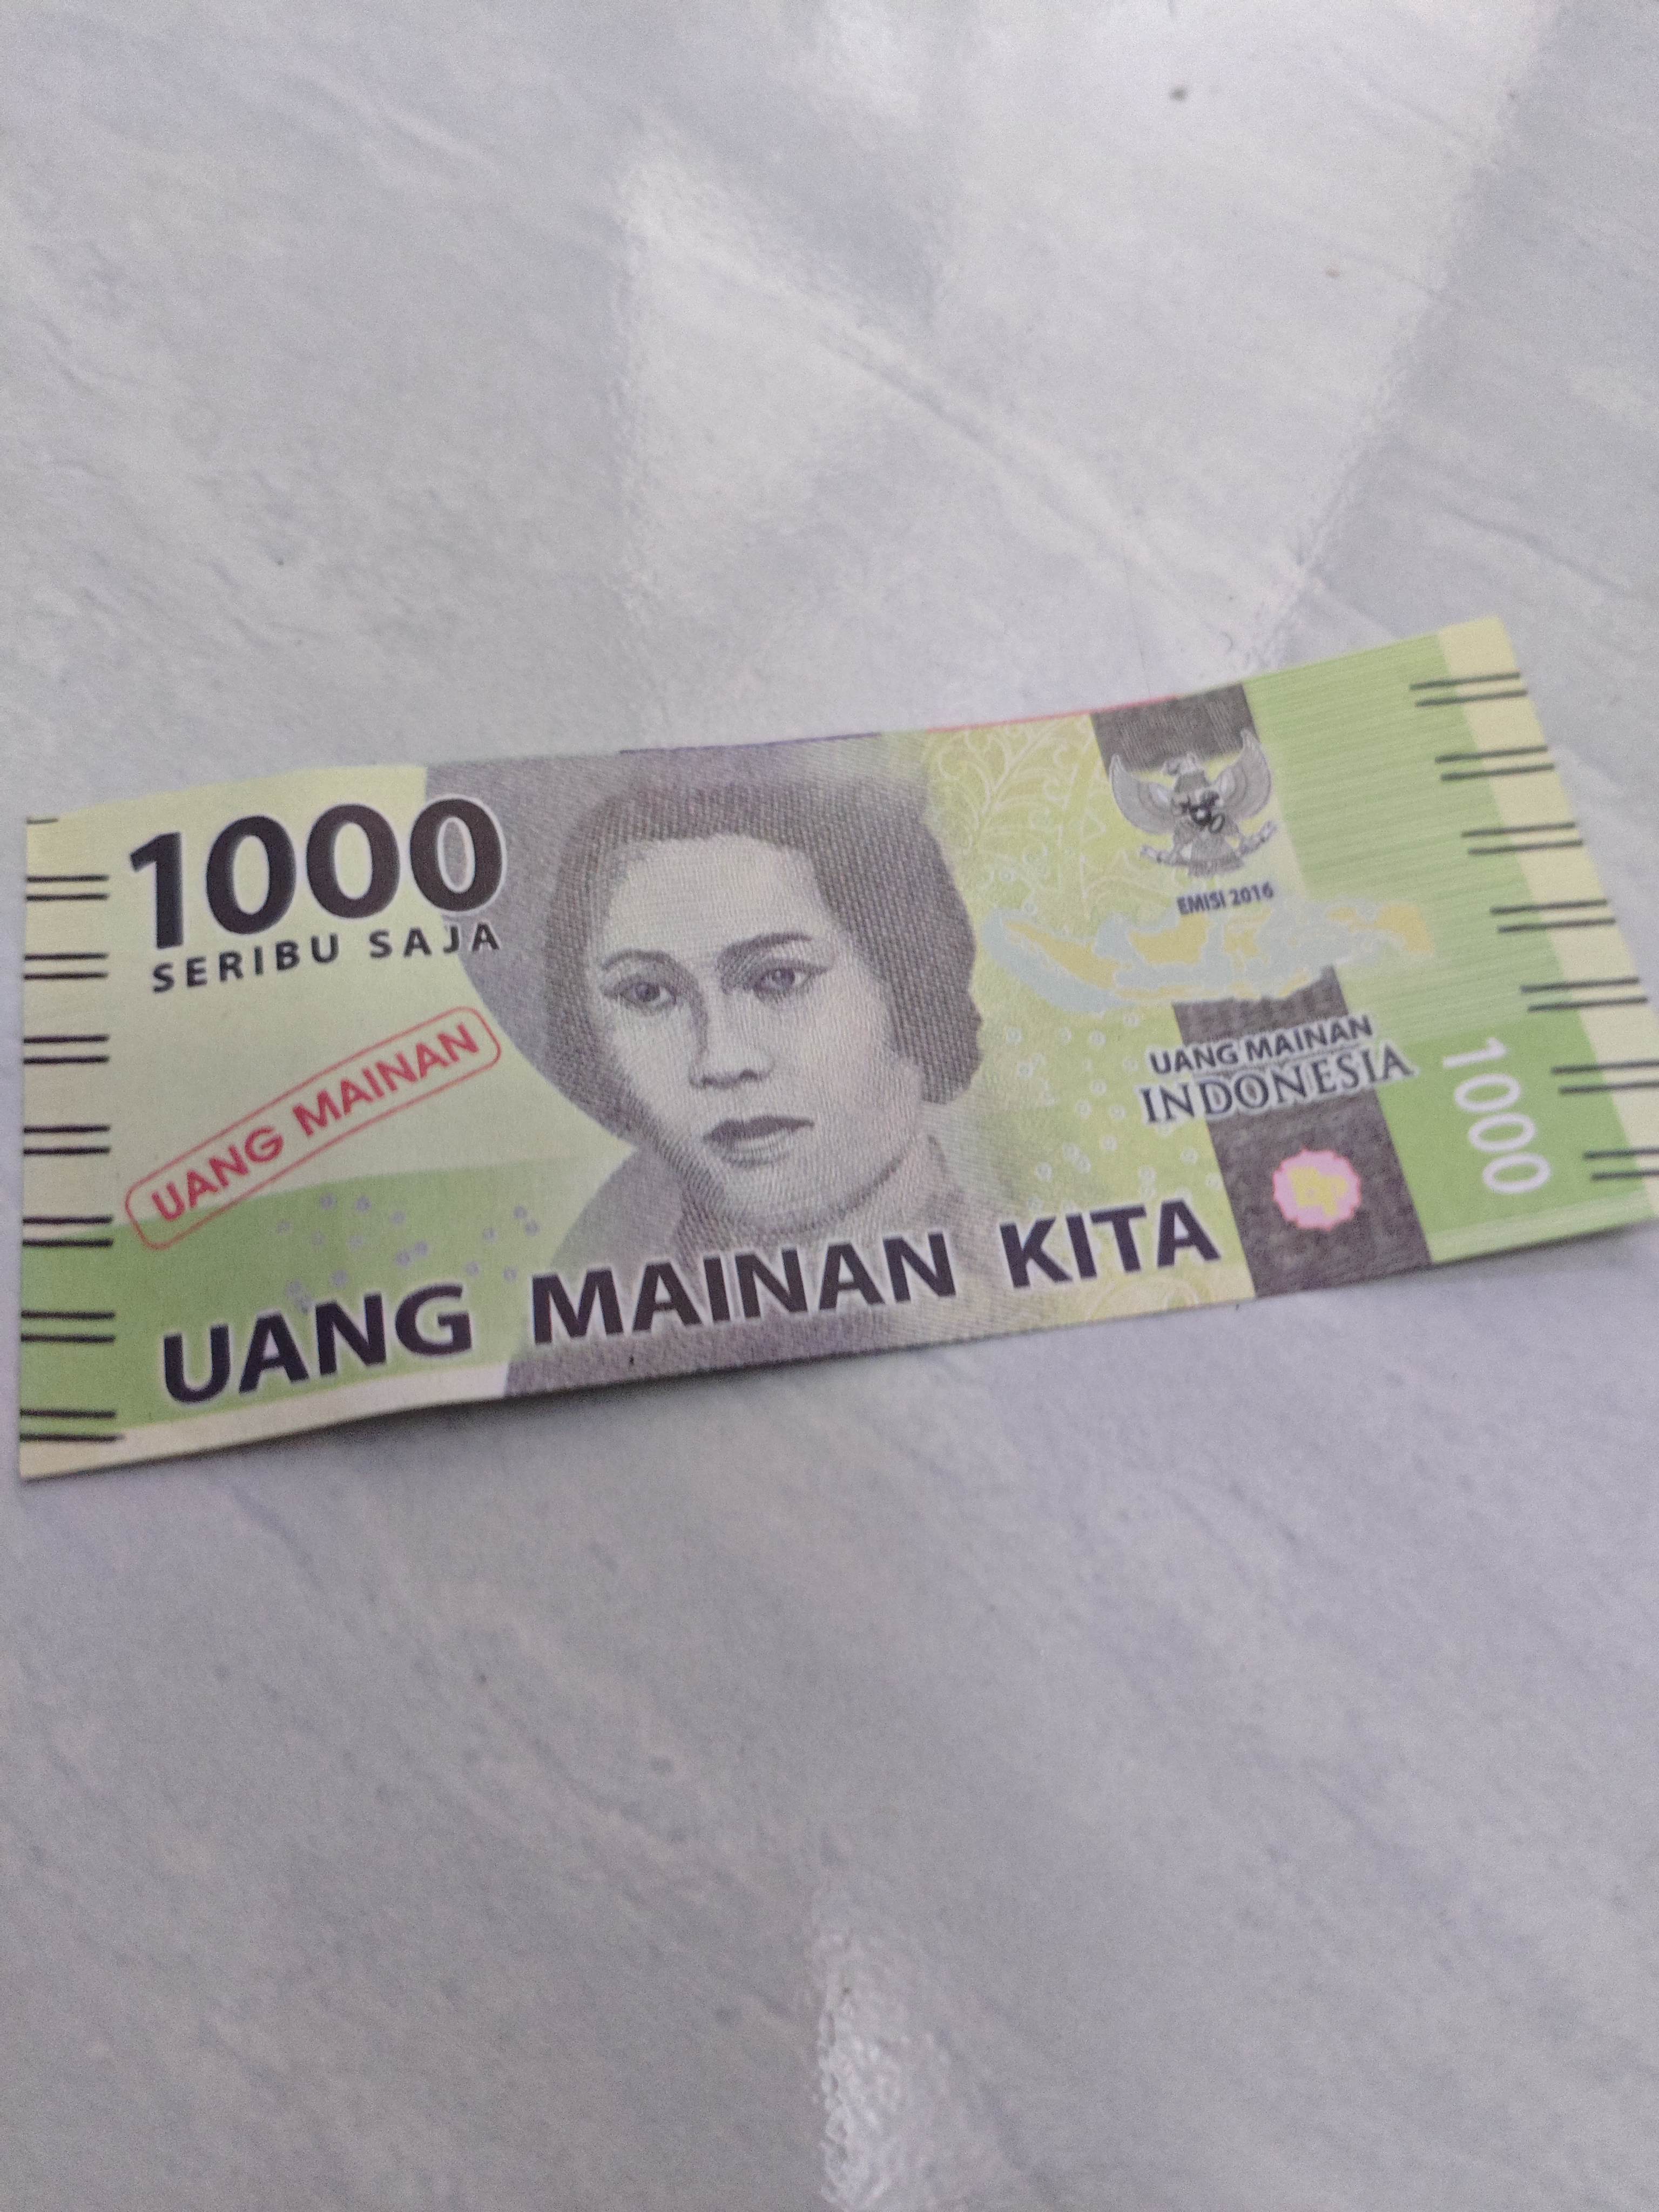 1000
SERIBU SAJA
UANG MAINAN
EMISI 2016
UANG MAINAN
INDONESIA
1000
UANG MAINAN KITA